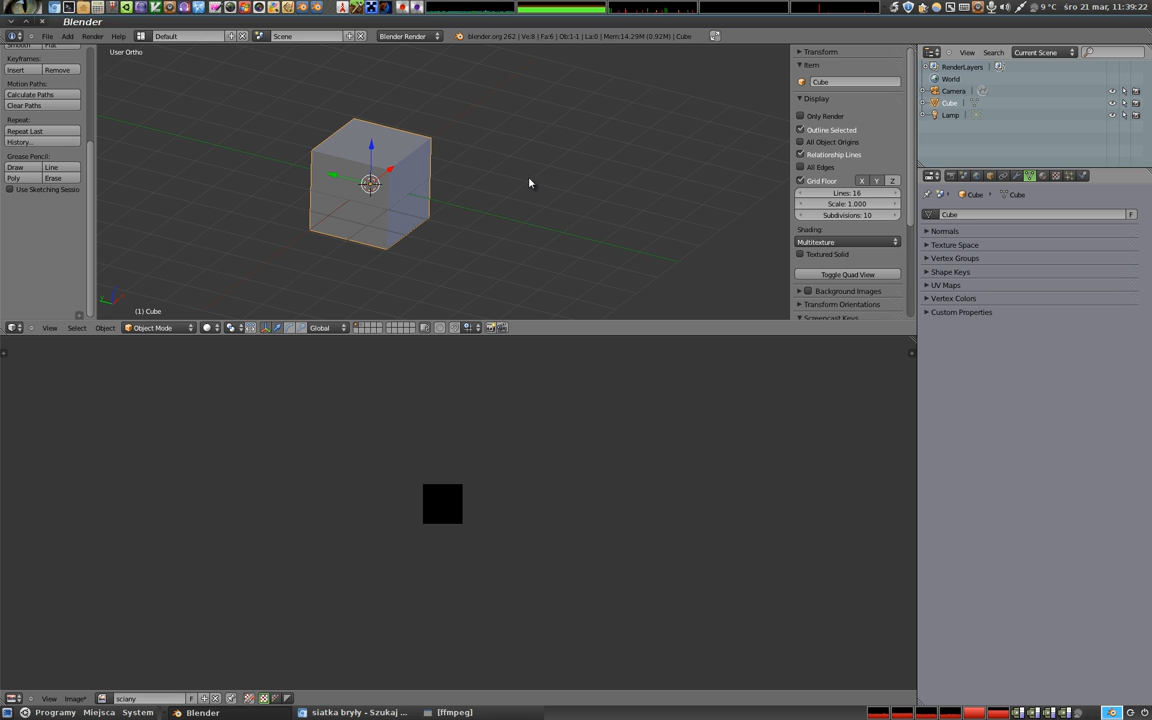 9 °C śro 21 mar, 11:39:22
Blender
File Add Render Help Default Scene Blender Render blender.org 262 | Ve:8 | Fa:6 | Ob:1-1 | La:0 | Mem:14.29M (0.92M) | Cube
View Search Current Scene
Smooth Flat
Keyframes:
Insert Remove
Motion Paths:
Calculate Paths
Clear Paths
Repeat:
Repeat Last
History...
Grease Pencil:
Draw Line
Poly Erase
Use Sketching Sessio
User Ortho
(1) Cube
Transform
Item
Cube
Display
Only Render
Outline Selected
All Object Origins
Relationship Lines
All Edges
Grid Floor X Y Z
Lines: 16
Scale: 1.000
Subdivisions: 10
Shading:
Multitexture
Textured Solid
Toggle Quad View
Background Images
Transform Orientations
Screencast Keys
RenderLayers
World
Camera
Cube
Lamp
Cube Cube
Cube F
Normals
Texture Space
Vertex Groups
Shape Keys
UV Maps
Vertex Colors
Custom Properties
View Select Object Object Mode Global
View Image* sciany F
Programy Miejsca System Blender siatka bryły - Szukaj ... [ffmpeg]